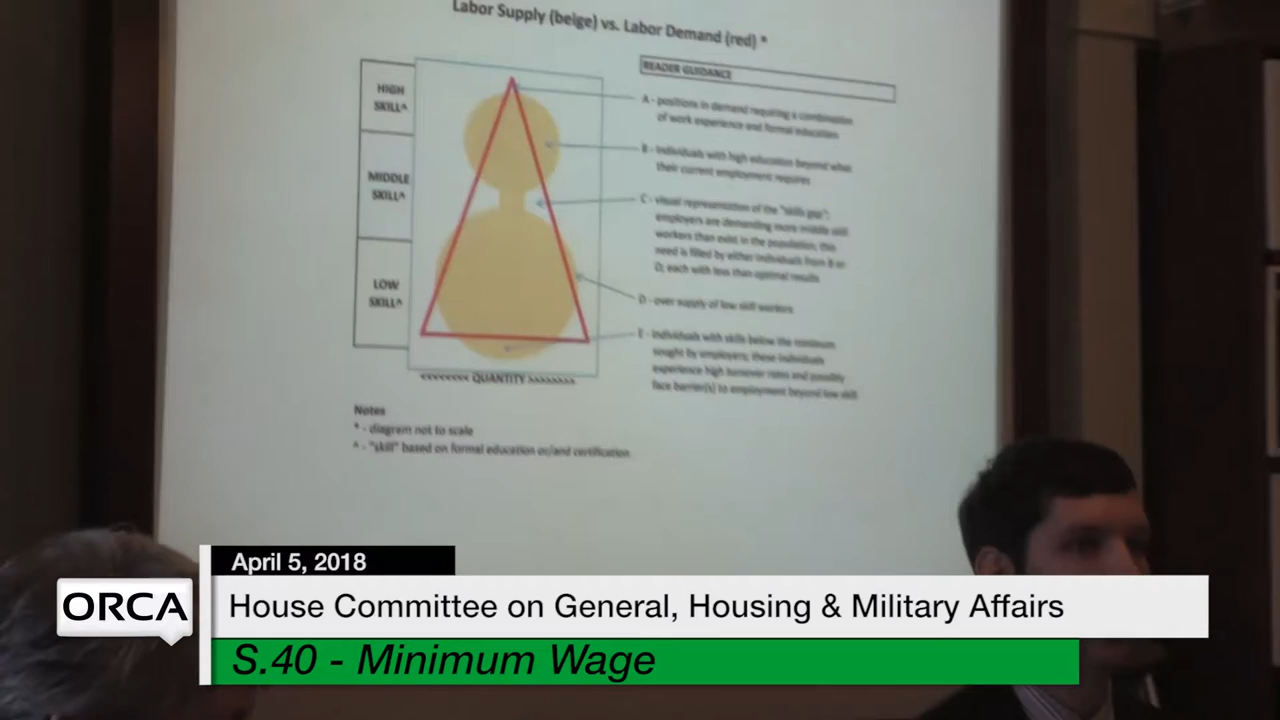 Labor Supply (beige) vs. Labor Demand (red) *
READER GUIDANCE
HIGH
SKILL^
MIDDLE
SKILL^
LOW
SKILL^
A - positions in demand requiring a combination
of work experience and formal education
B - individuals with high education beyond what
their current employment requires
C - visual representation of the "skills gap";
employers are demanding more middle skill
workers than exist in the population; this
need is filled by either individuals from B or
D; each with less than optimal results
D - over supply of low skill workers
E - individuals with skills below the minimum
sought by employers; these individuals
experience high turnover rates and possibly
face barrier(s) to employment beyond low skill
<<<<<<<< QUANTITY >>>>>>>>
Notes
* - diagram not to scale
^ - "skill" based on formal education or/and certification
April 5, 2018
ORCA
House Committee on General, Housing & Military Affairs
S.40 - Minimum Wage